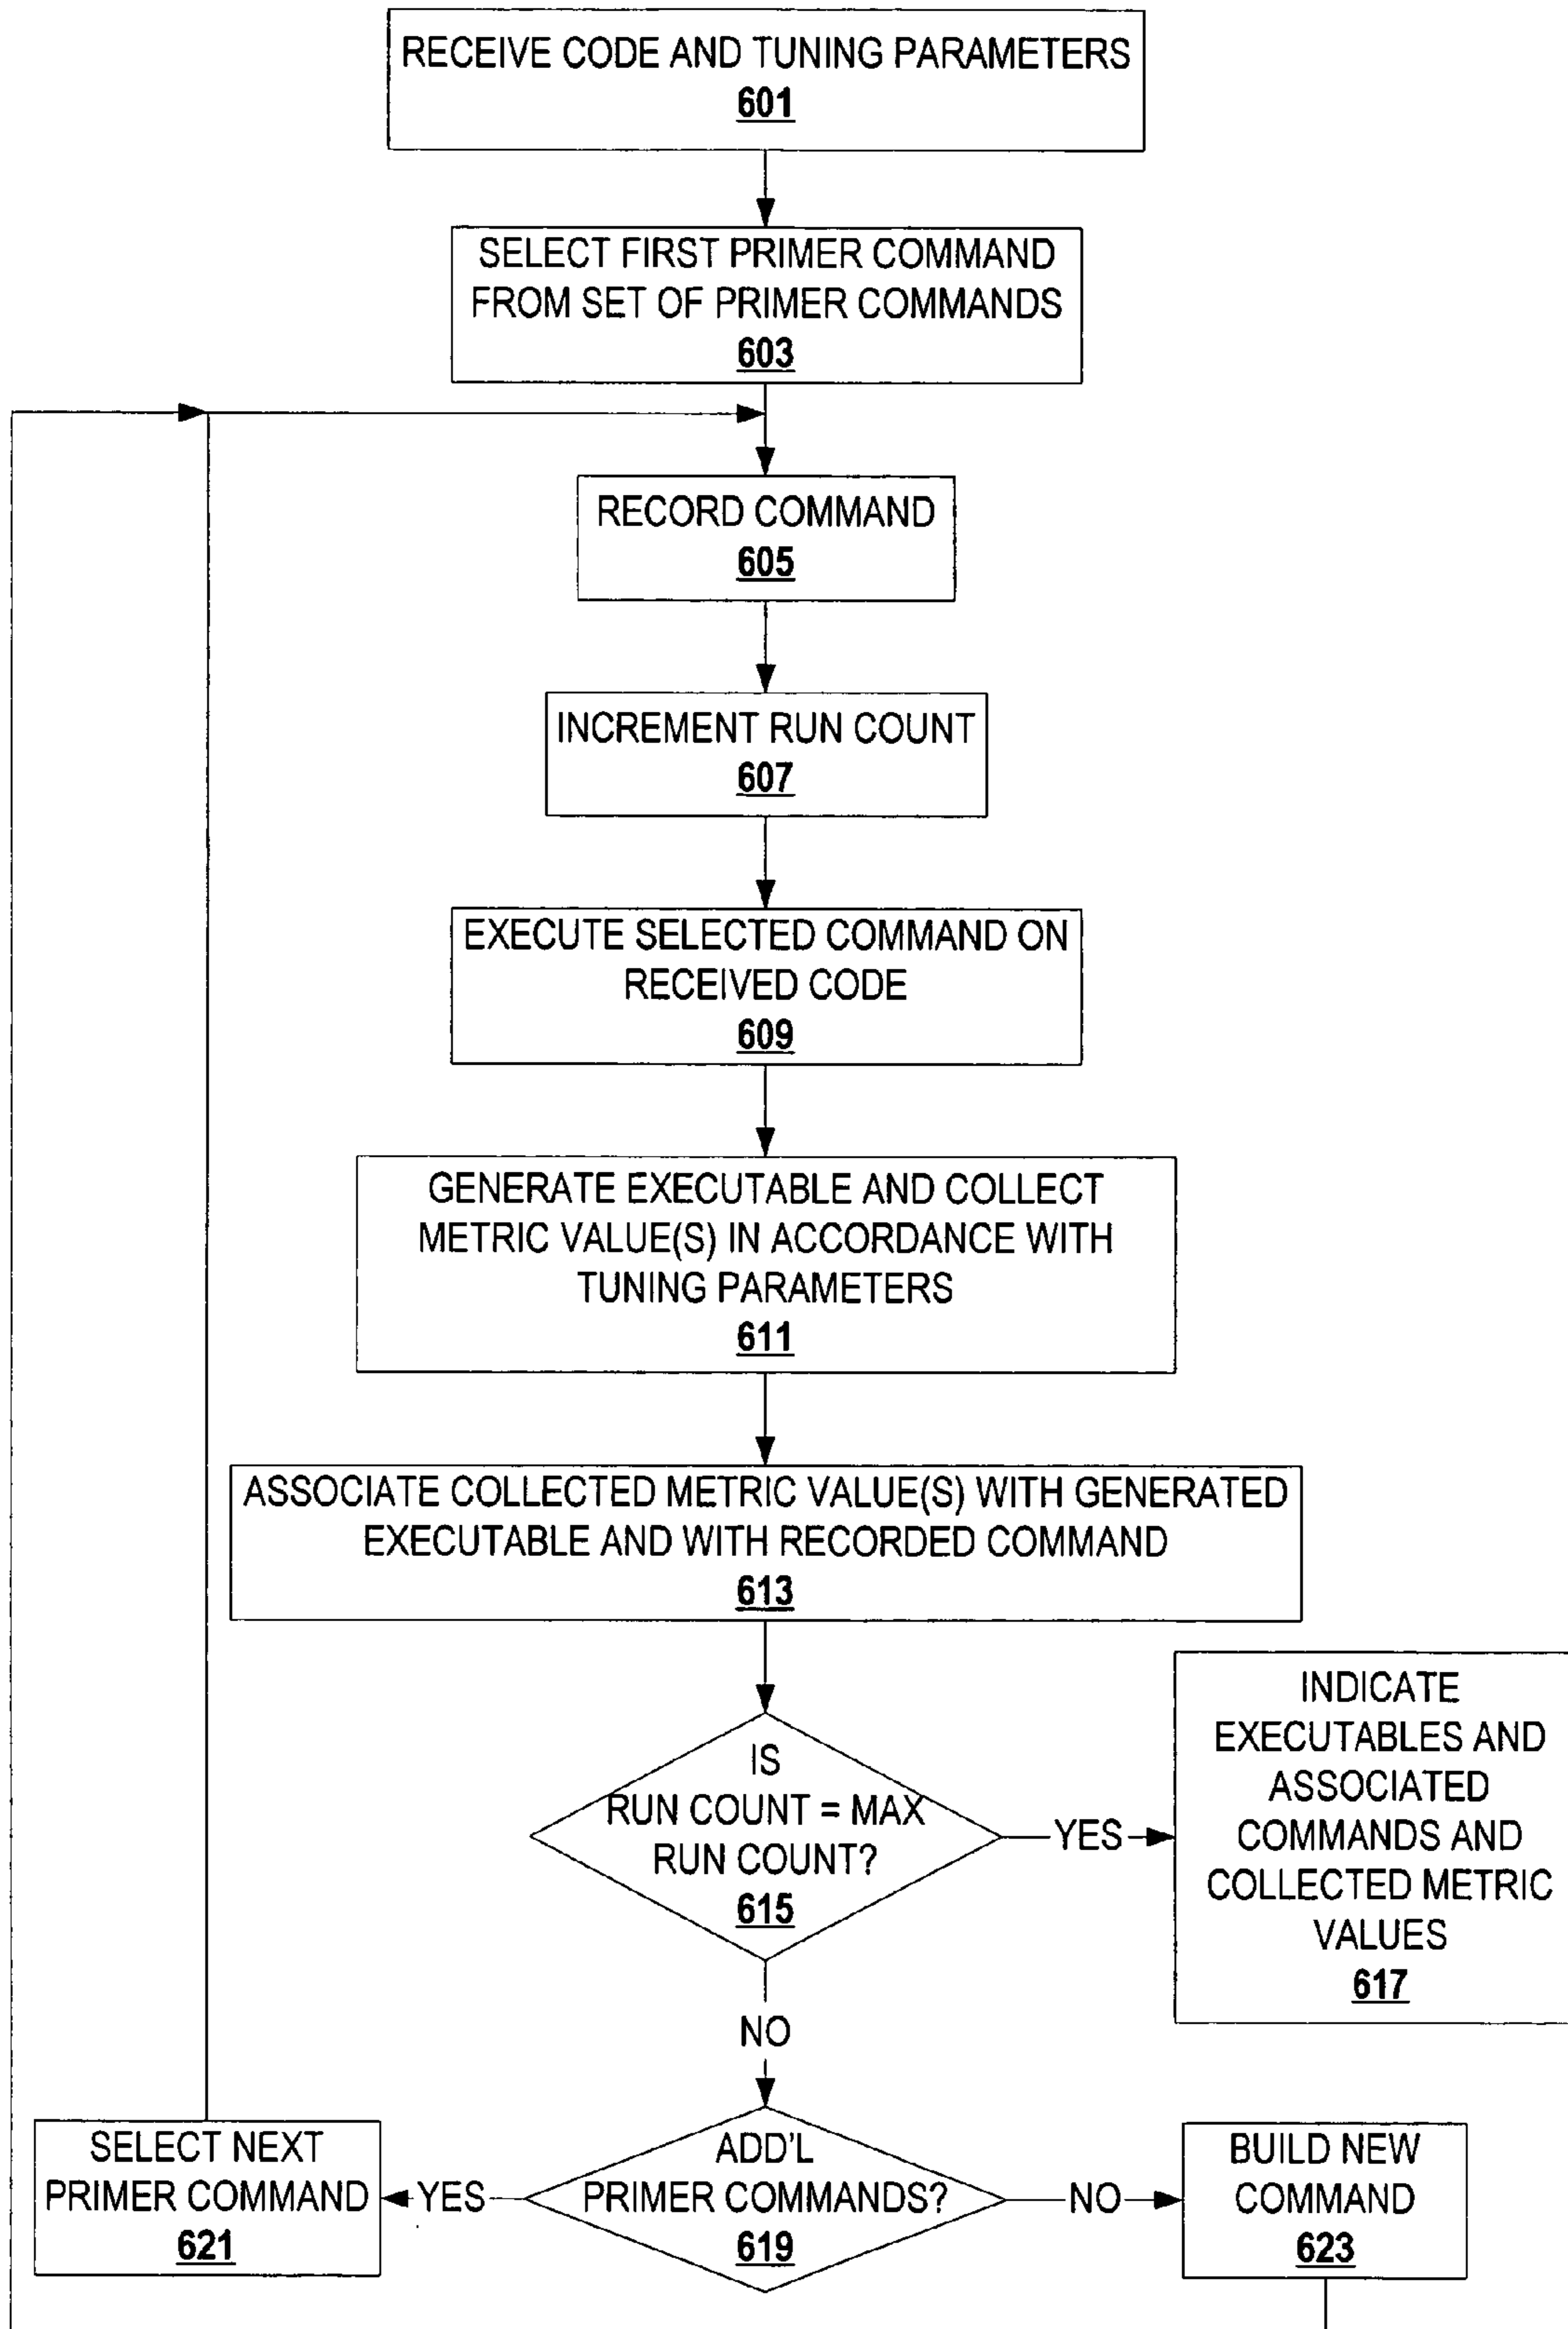 RECEIVE CODE AND TUNING PARAMETERS
601
SELECT FIRST PRIMER COMMAND
FROM SET OF PRIMER COMMANDS
603
RECORD COMMAND
605
INCREMENT RUN COUNT
607
EXECUTE SELECTED COMMAND ON
RECEIVED CODE
609
GENERATE EXECUTABLE AND COLLECT
METRIC VALUE(S) IN ACCORDANCE WITH
TUNING PARAMETERS
611
ASSOCIATE COLLECTED METRIC VALUE(S) WITH GENERATED
EXECUTABLE AND WITH RECORDED COMMAND
613
IS
RUN COUNT = MAX
RUN COUNT?
615
YES
INDICATE
EXECUTABLES AND
ASSOCIATED
COMMANDS AND
COLLECTED METRIC
VALUES
617
NO
ADD'L
PRIMER COMMANDS?
619
YES
SELECT NEXT
PRIMER COMMAND
621
NO
BUILD NEW
COMMAND
623